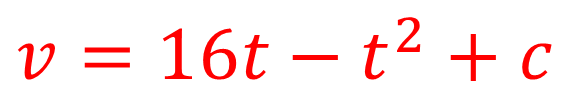 v = 16t − t² + c